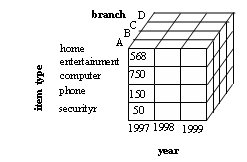 branch
D
C
B
A
home
entertainment
computer
phone
securityr
item type
568
750
150
50
1997 1998 1999
year